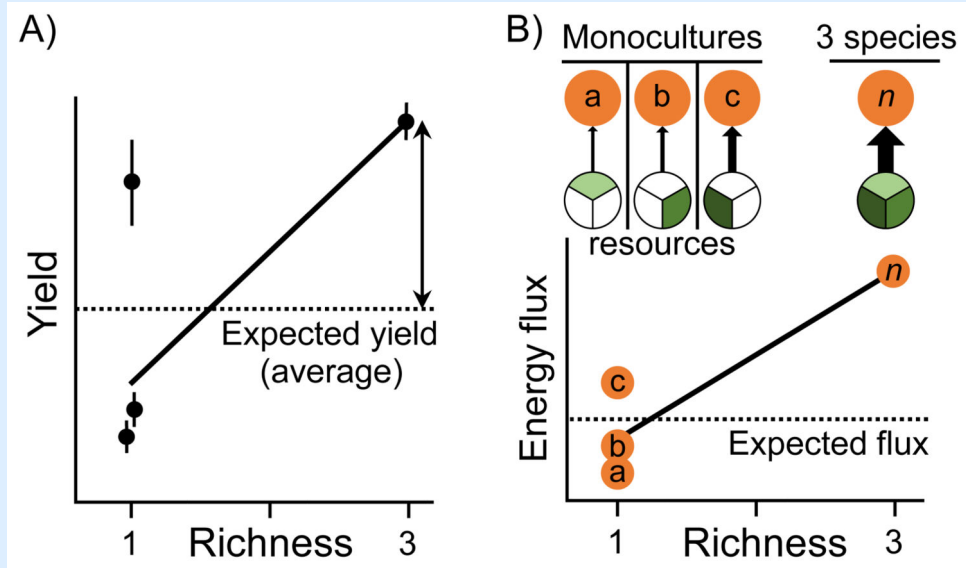 A)
Yield
Expected yield
(average)
1 Richness 3
B)
Monocultures
3 species
a b c n
resources
Energy flux
n
c
b
a
Expected flux
1 Richness 3